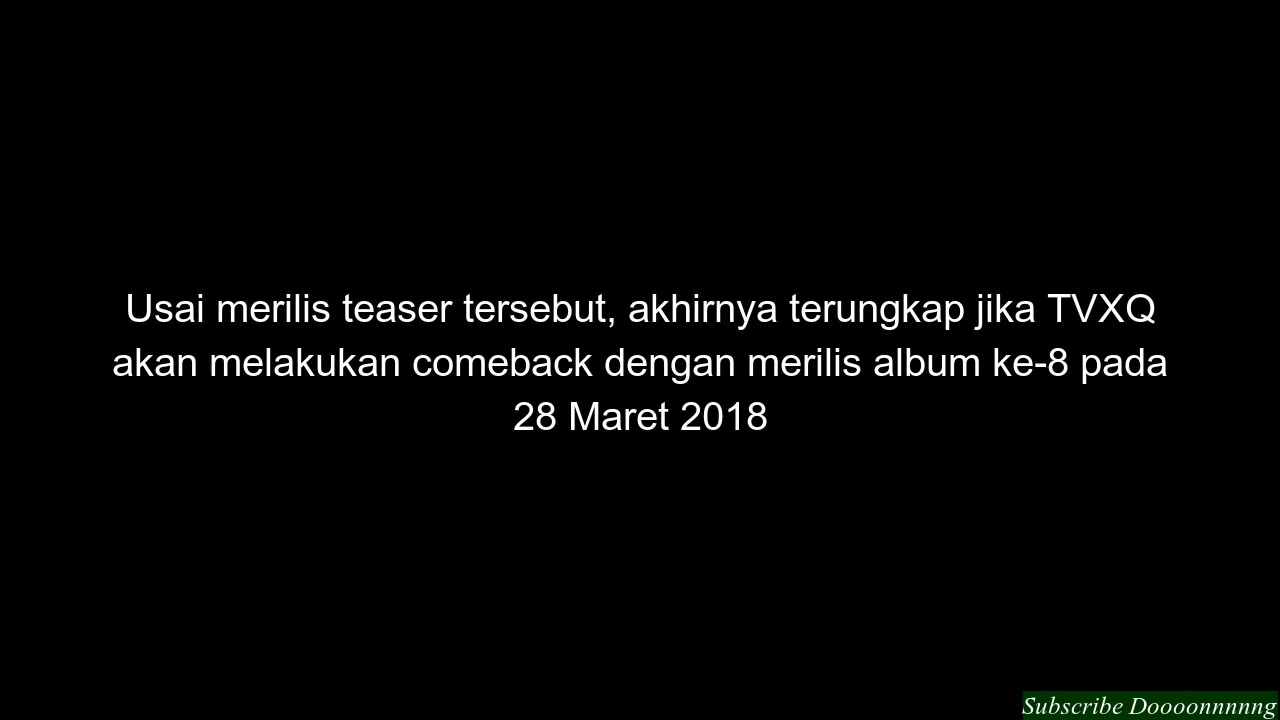 Usai merilis teaser tersebut, akhirnya terungkap jika TVXQ
akan melakukan comeback dengan merilis album ke-8 pada
28 Maret 2018
Subscribe Doooonnnnng